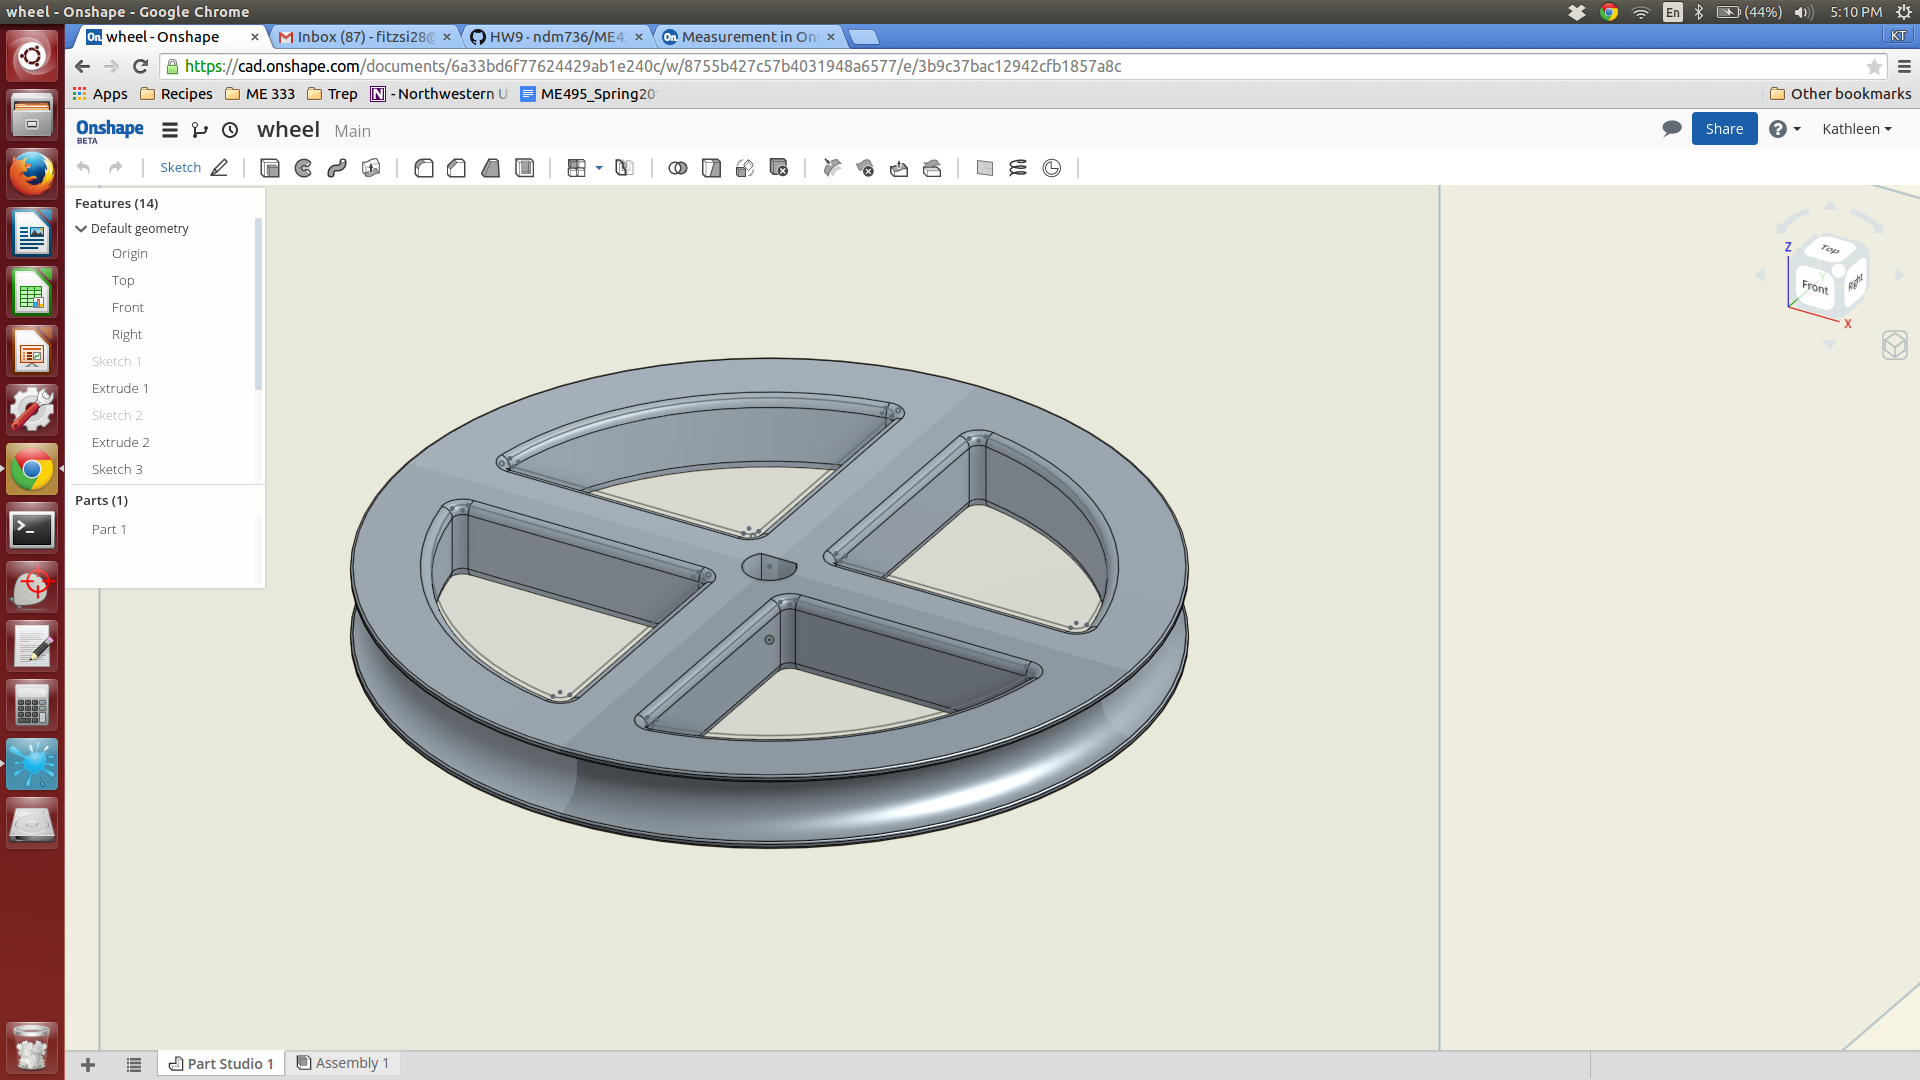 wheel - Onshape - Google Chrome
En (44%) 5:10 PM
On. wheel - Onshape × Inbox (87) - fitzsi28@ × HW9 · ndm736/ME4 × On. Measurement in On × KT
https://cad.onshape.com/documents/6a33bd6f77624429ab1e240c/w/8755b427c57b4031948a6577/e/3b9c37bac12942cfb1857a8c
Apps Recipes ME 333 Trep N - Northwestern U ME495_Spring20 Other bookmarks
Onshape BETA wheel Main Share ? Kathleen
Sketch
Features (14)
Default geometry
Origin
Top
Front
Right
Sketch 1
Extrude 1
Sketch 2
Extrude 2
Sketch 3
Parts (1)
Part 1
Z
Top
Y
Front Right
X
Part Studio 1 Assembly 1